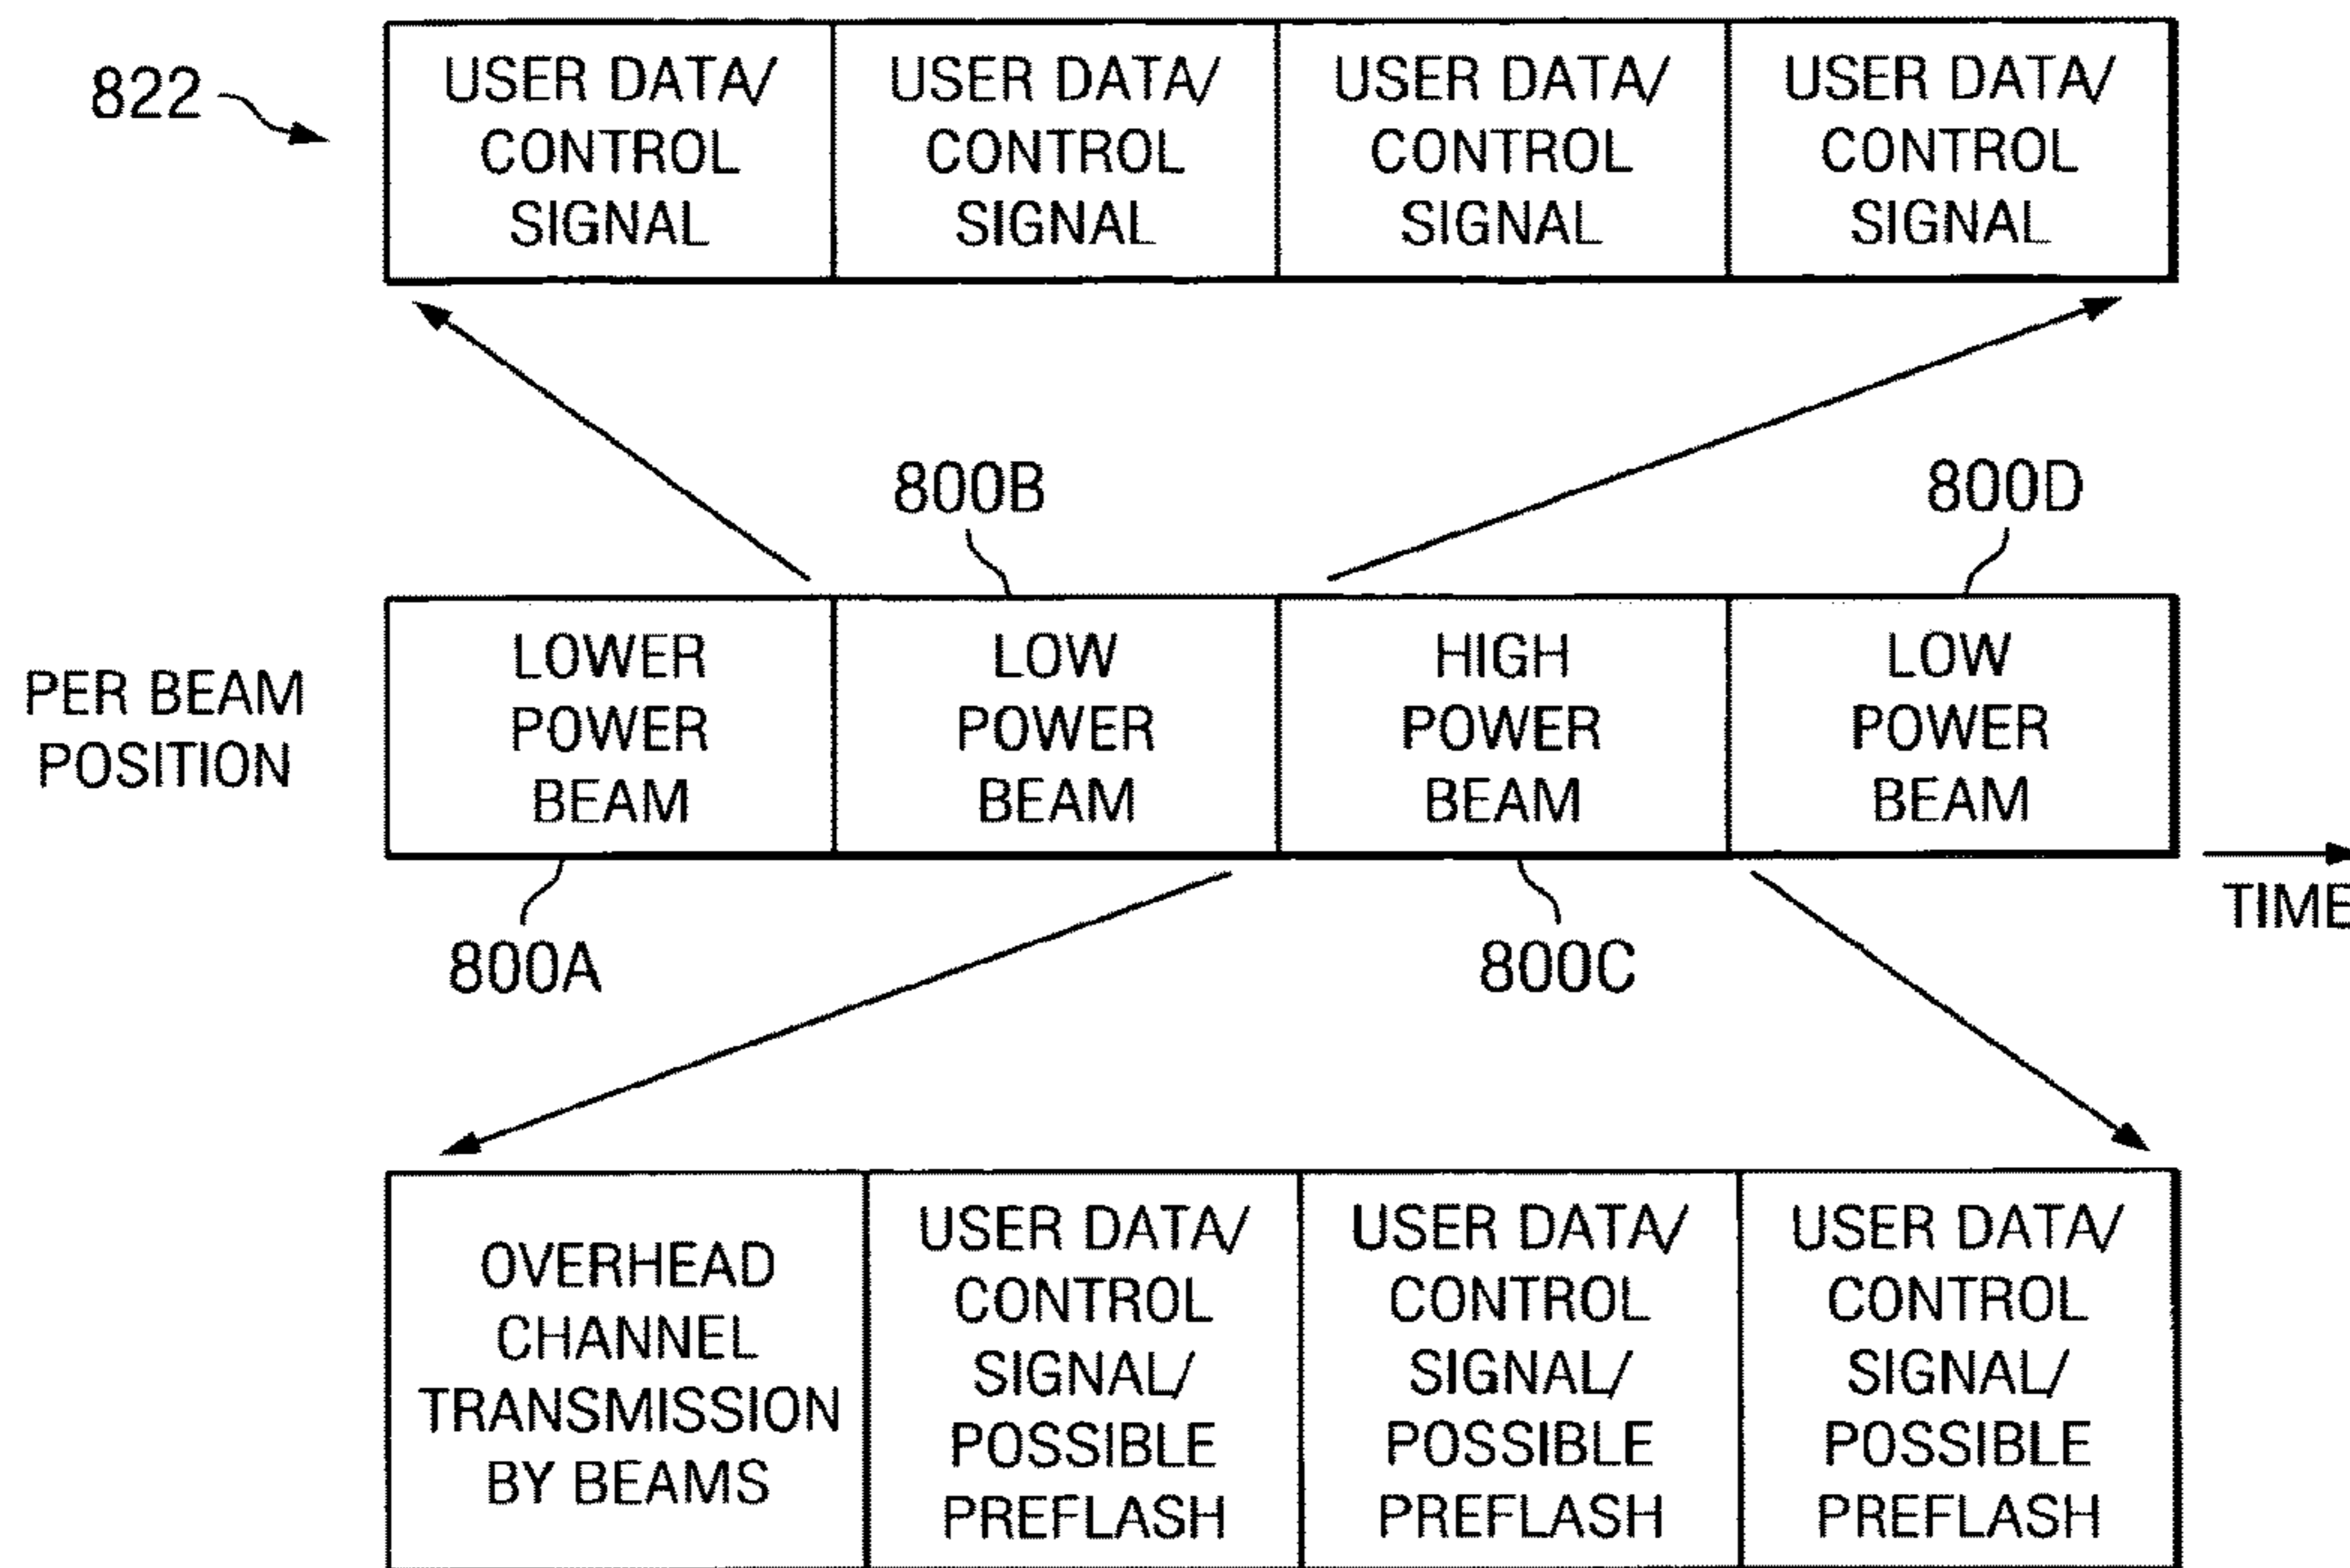 822
USER DATA/
CONTROL
SIGNAL
USER DATA/
CONTROL
SIGNAL
USER DATA/
CONTROL
SIGNAL
USER DATA/
CONTROL
SIGNAL
800B
800D
PER BEAM
POSITION
LOWER
POWER
BEAM
LOW
POWER
BEAM
HIGH
POWER
BEAM
LOW
POWER
BEAM
TIME
800A
800C
OVERHEAD
CHANNEL
TRANSMISSION
BY BEAMS
USER DATA/
CONTROL
SIGNAL/
POSSIBLE
PREFLASH
USER DATA/
CONTROL
SIGNAL/
POSSIBLE
PREFLASH
USER DATA/
CONTROL
SIGNAL/
POSSIBLE
PREFLASH